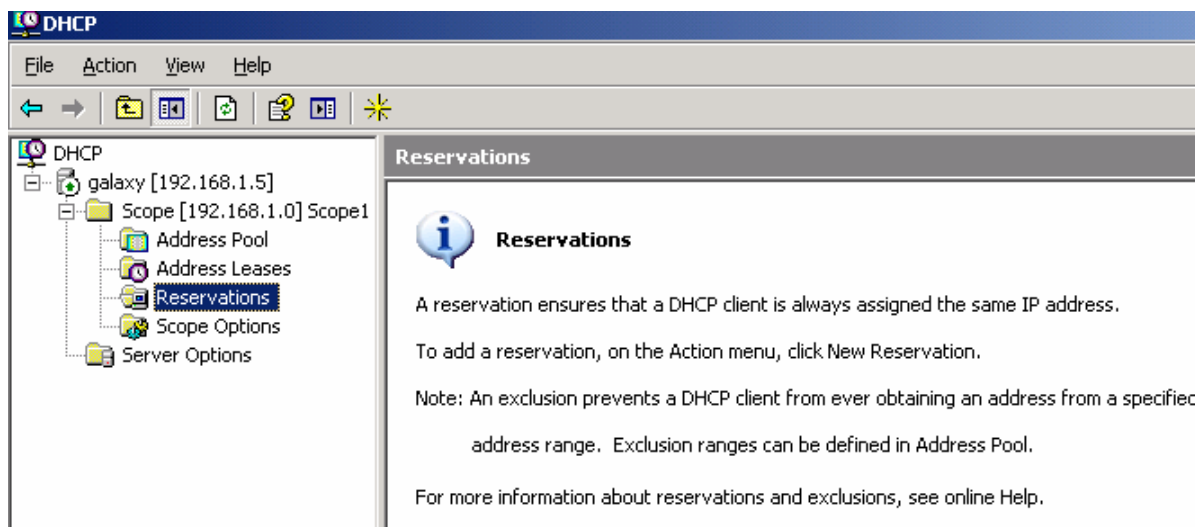 DHCP
File Action View Help
DHCP
galaxy [192.168.1.5]
Scope [192.168.1.0] Scope1
Address Pool
Address Leases
Reservations
Scope Options
Server Options
Reservations
Reservations
A reservation ensures that a DHCP client is always assigned the same IP address.
To add a reservation, on the Action menu, click New Reservation.
Note: An exclusion prevents a DHCP client from ever obtaining an address from a specified
address range. Exclusion ranges can be defined in Address Pool.
For more information about reservations and exclusions, see online Help.